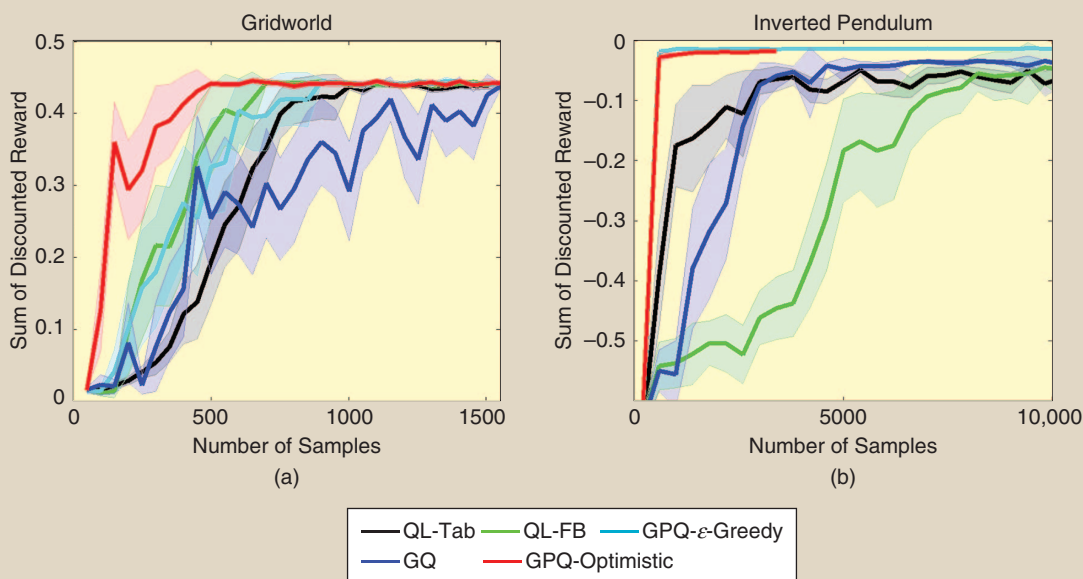 Gridworld
0.5
0.4
0.3
0.2
0.1
0
Sum of Discounted Reward
0
500
1000
1500
Number of Samples
(a)
Inverted Pendulum
0
−0.1
−0.2
−0.3
−0.4
−0.5
Sum of Discounted Reward
0
5000
10,000
Number of Samples
(b)
QL-Tab
QL-FB
GPQ-ε-Greedy
GQ
GPQ-Optimistic